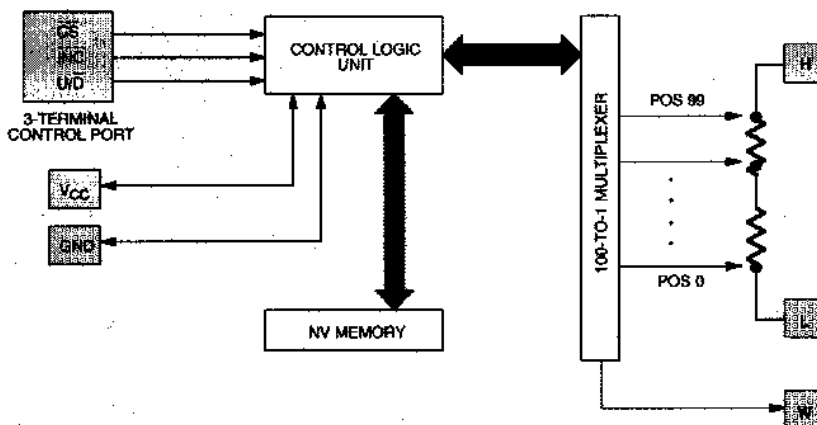 CS
INC
U/D
3-TERMINAL
CONTROL PORT
CONTROL LOGIC
UNIT
VCC
GND
NV MEMORY
100-TO-1 MULTIPLEXER
POS 99
POS 0
H
L
W